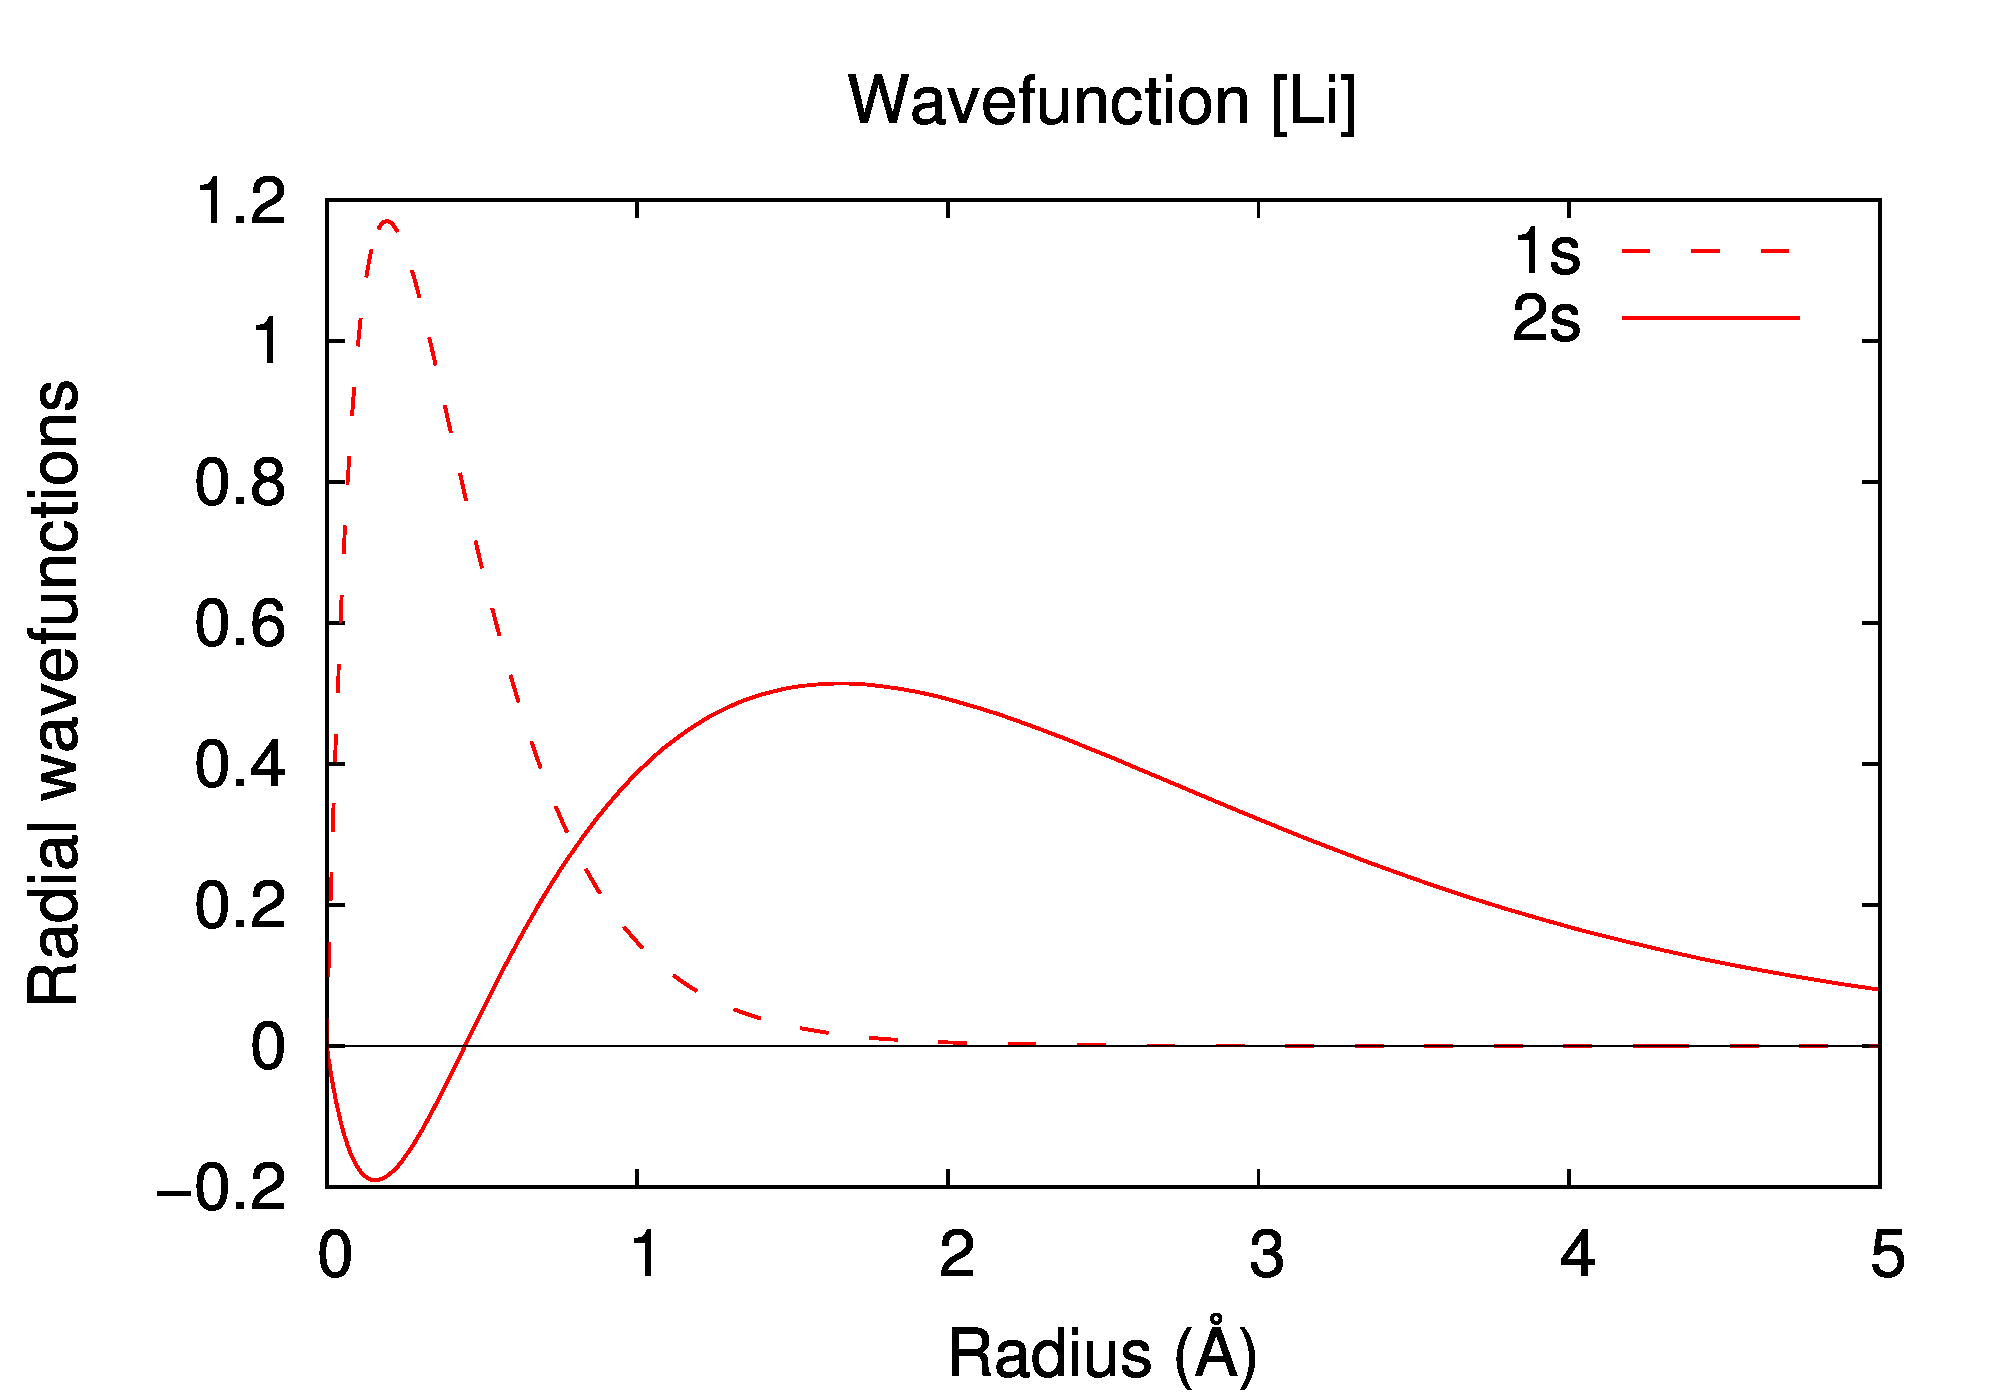 Wavefunction [Li]
1.2
1
0.8
0.6
0.4
0.2
0
−0.2
Radial wavefunctions
1s
2s
0 1 2 3 4 5
Radius (Å)